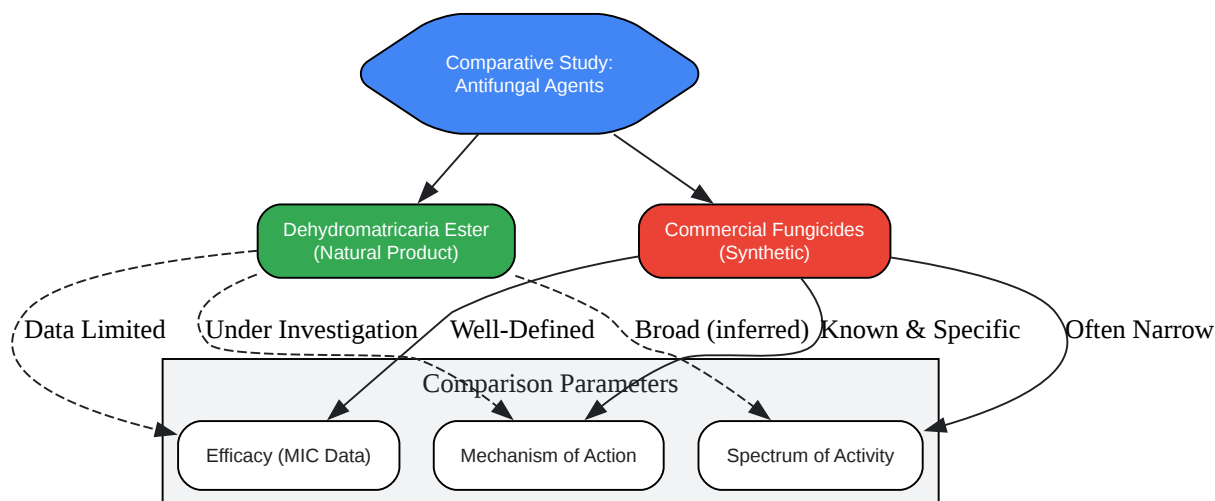 Comparative Study:
Antifungal Agents
Dehydromatricaria Ester
(Natural Product)
Commercial Fungicides
(Synthetic)
Data Limited
Under Investigation
Well-Defined
Broad (inferred)
Known & Specific
Often Narrow
Comparison Parameters
Efficacy (MIC Data)
Mechanism of Action
Spectrum of Activity